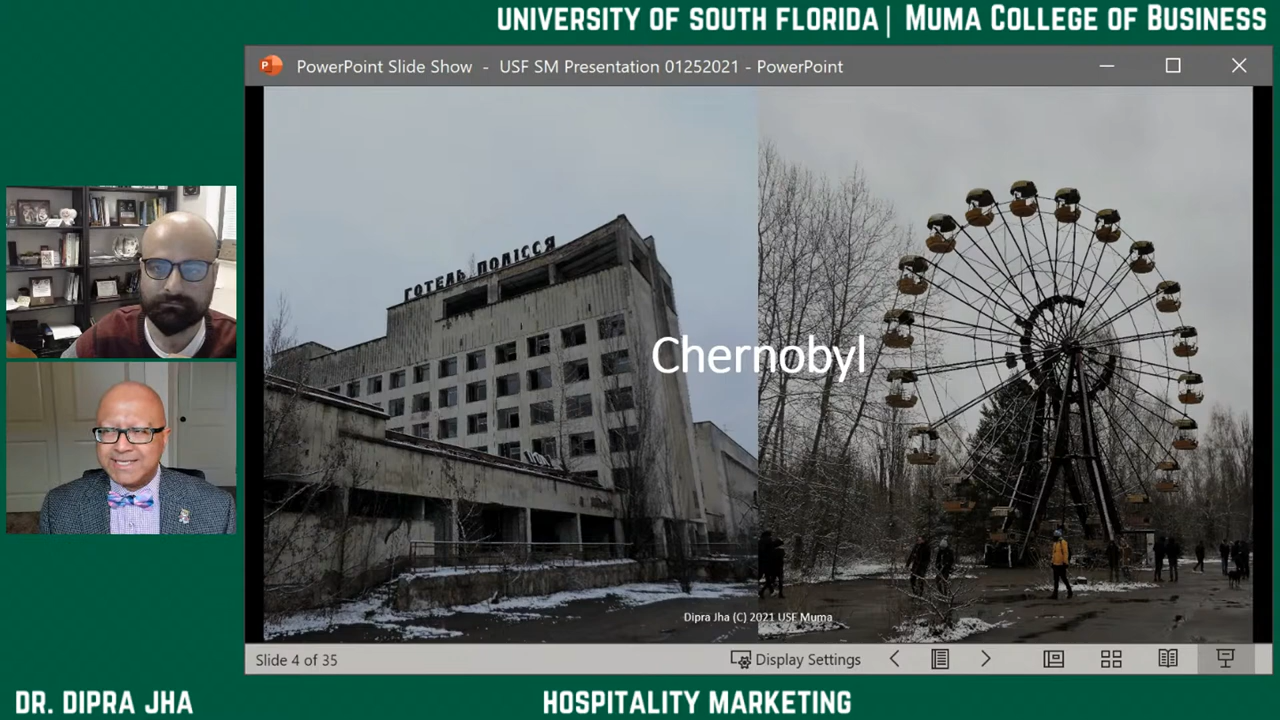 UNIVERSITY OF SOUTH FLORIDA| MUMA COLLEGE OF BUSINESS
PowerPoint Slide Show - USF SM Presentation 01252021 - PowerPoint
ГОТЕЛЬ ПОЛІССЯ
Chernobyl
Dipra Jha (C) 2021 USF Muma
Slide 4 of 35
Display Settings
DR. DIPRA JHA
HOSPITALITY MARKETING